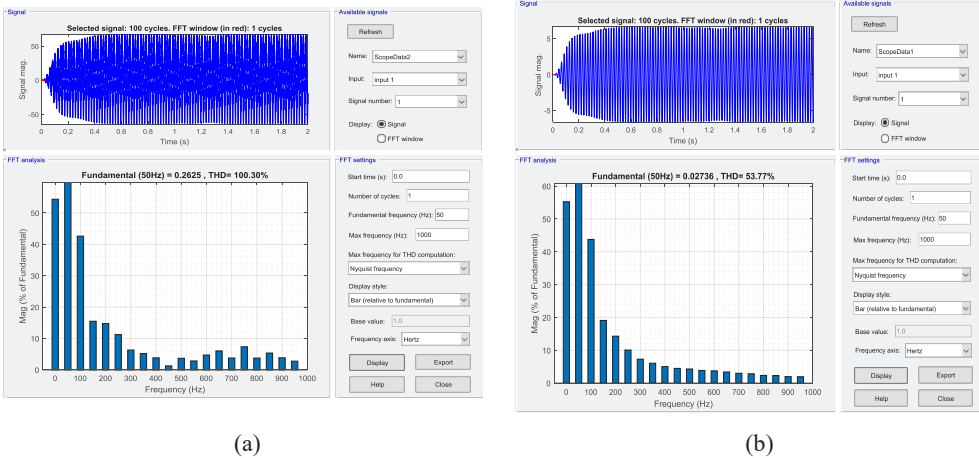 Signal
Selected signal: 100 cycles. FFT window (in red): 1 cycles
Signal mag.
50
0
-50
0 0.2 0.4 0.6 0.8 1 1.2 1.4 1.6 1.8 2
Time (s)
Available signals
Refresh
Name: ScopeData2
Input: input 1
Signal number: 1
Display: Signal
FFT window
FFT analysis
Fundamental (50Hz) = 0.2625 , THD= 100.30%
Mag (% of Fundamental)
50
40
30
20
10
0
0 100 200 300 400 500 600 700 800 900 1000
Frequency (Hz)
FFT settings
Start time (s): 0.0
Number of cycles: 1
Fundamental frequency (Hz): 50
Max frequency (Hz): 1000
Max frequency for THD computation:
Nyquist frequency
Display style:
Bar (relative to fundamental)
Base value: 1.0
Frequency axis: Hertz
Display Export
Help Close
(a)
Signal
Selected signal: 100 cycles. FFT window (in red): 1 cycles
Signal mag.
5
0
-5
0 0.2 0.4 0.6 0.8 1 1.2 1.4 1.6 1.8 2
Time (s)
Available signals
Refresh
Name: ScopeData1
Input: input 1
Signal number: 1
Display: Signal
FFT window
FFT analysis
Fundamental (50Hz) = 0.02736 , THD= 53.77%
Mag (% of Fundamental)
60
50
40
30
20
10
0
0 100 200 300 400 500 600 700 800 900 1000
Frequency (Hz)
FFT settings
Start time (s): 0.0
Number of cycles: 1
Fundamental frequency (Hz): 50
Max frequency (Hz): 1000
Max frequency for THD computation:
Nyquist frequency
Display style:
Bar (relative to fundamental)
Base value: 1.0
Frequency axis: Hertz
Display Export
Help Close
(b)